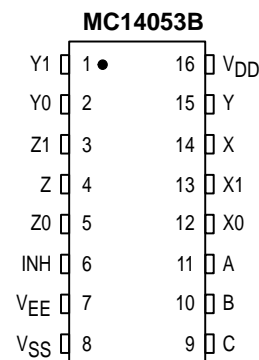 MC14053B
Y1 1 16 VDD
Y0 2 15 Y
Z1 3 14 X
Z 4 13 X1
Z0 5 12 X0
INH 6 11 A
VEE 7 10 B
VSS 8 9 C